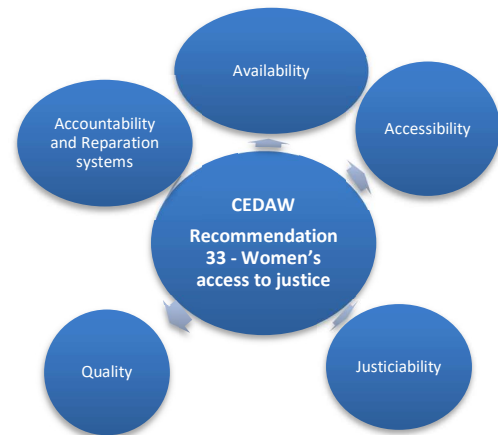 Availability
Accountability
and Reparation
systems
Accessibility
CEDAW
Recommendation
33 - Women’s
access to justice
Quality
Justiciability